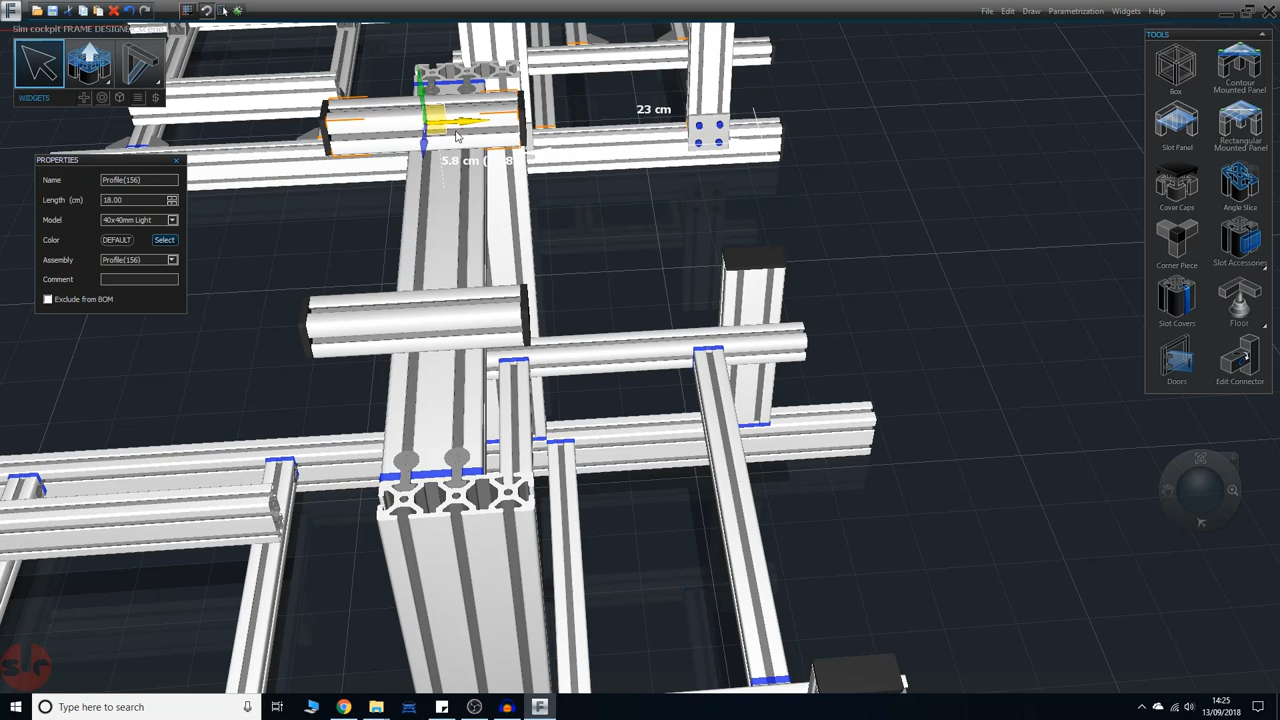 F
File Edit Draw Parametrization Widgets Help
Sim cockpit FRAME DESIGN
WIDGETS
$
TOOLS
Box
Contour Mounted Panel
Slot Panel
Rectangular Mounted Panel
Cover Caps
Angle Slice
Corner Piece
Slot Accessories
Slot Covers
Floor
Doors
Edit Connector
PROPERTIES
Name Profile(156)
Length (cm) 18.00
Model 40x40mm Light
Color DEFAULT Select
Assembly Profile(156)
Comment
Exclude from BOM
23 cm
5.8 cm
Type here to search
F
14:25
13/09/2018